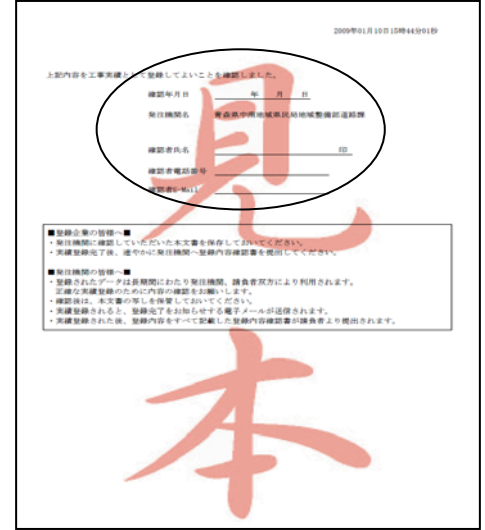 2009年01月10日15時44分01秒
上記内容を工事実績として登録してよいことを確認しました。
確認年月日 年 月 日
発注機関名 青森県中南地域県民局地域整備部道路課
確認者氏名 印
確認者電話番号
確認者E-Mail
■登録企業の皆様へ■
・発注機関に確認していただいた本文書を保存しておいてください。
・実績登録完了後、速やかに発注機関へ登録内容確認書を提出してください。
■発注機関の皆様へ■
・登録されたデータは長期間にわたり発注機関、請負者双方により利用されます。
正確な実績登録のために内容の確認をお願いします。
・確認後は、本文書の写しを保管しておいてください。
・実績登録されると、登録完了をお知らせする電子メールが送信されます。
・実績登録された後、登録内容をすべて記載した登録内容確認書が請負者より提出されます。
見本